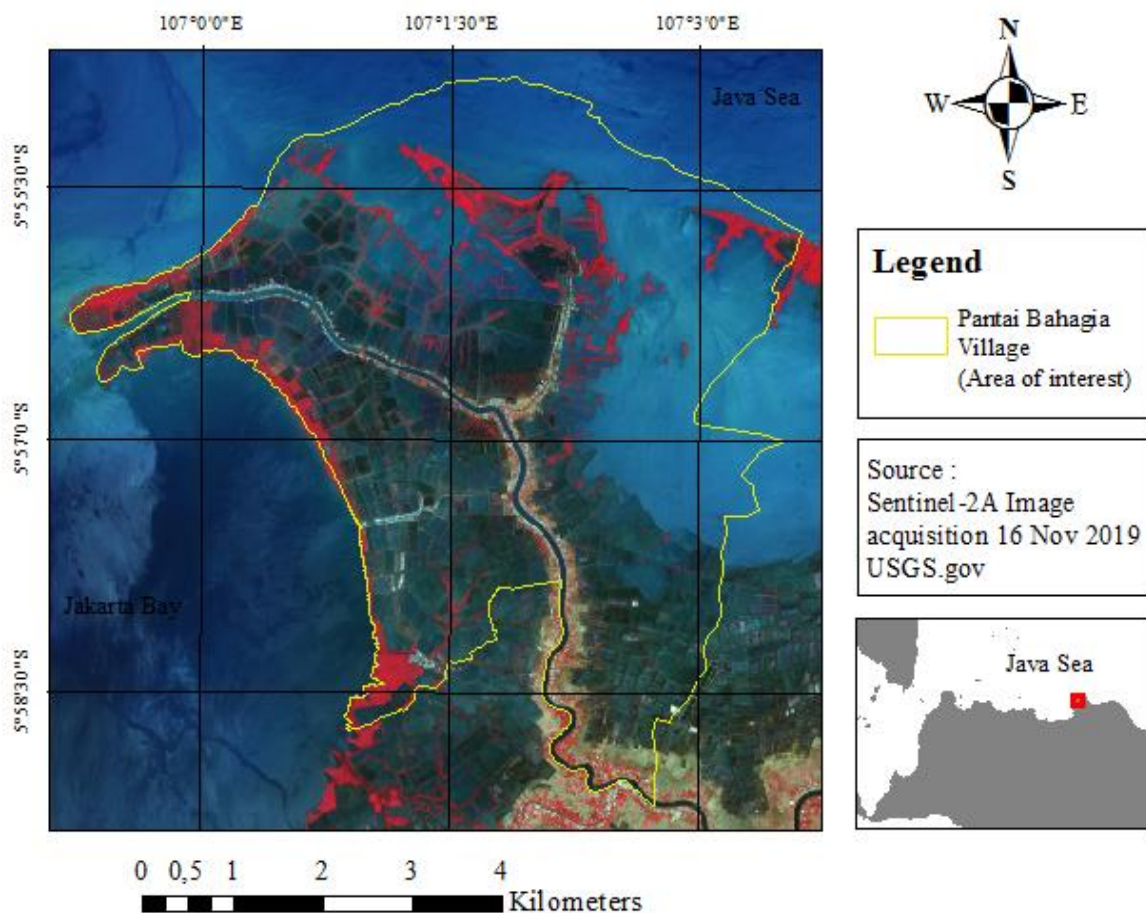 107°0'0"E 107°1'30"E 107°3'0"E
5°55'30"S
5°57'0"S
5°58'30"S
Java Sea
Jakarta Bay
0 0,5 1 2 3 4
Kilometers
N
W E
S
Legend
Pantai Bahagia
Village
(Area of interest)
Source :
Sentinel-2A Image
acquisition 16 Nov 2019
USGS.gov
Java Sea